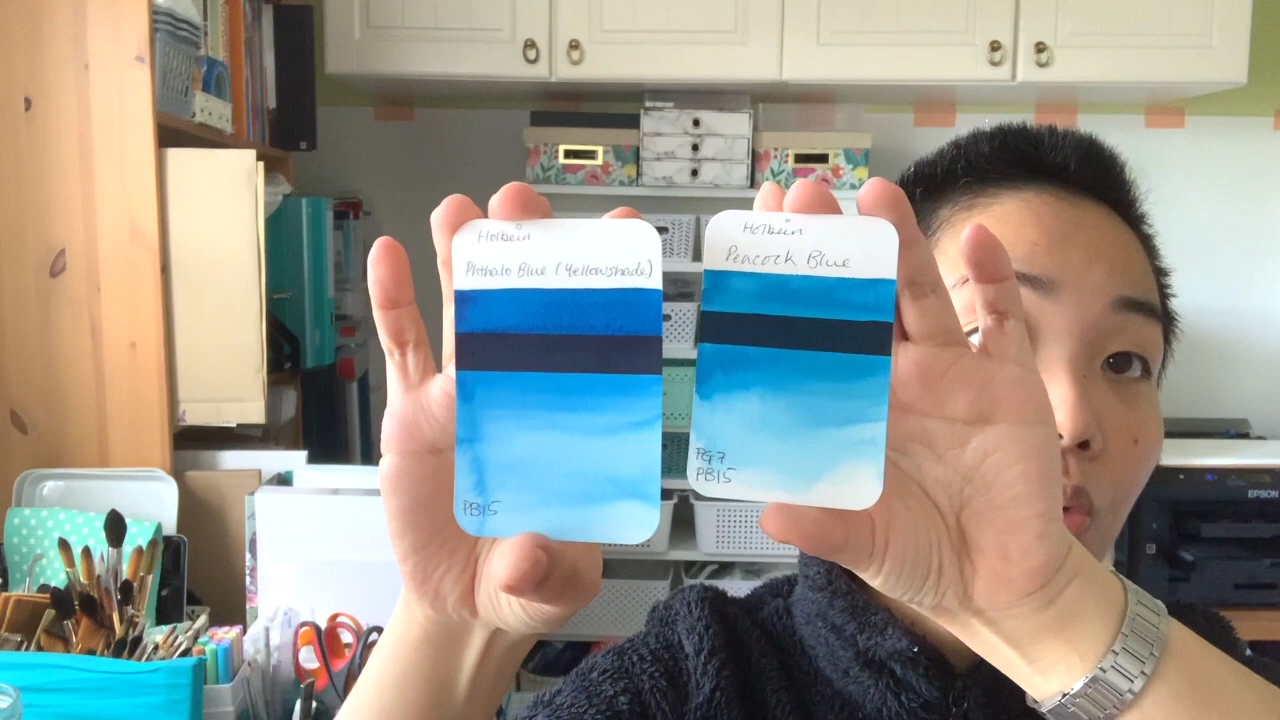 Holbein
Phthalo Blue (Yellowshade)
PB15
Holbein
Peacock Blue
PG7
PB15
EPSON